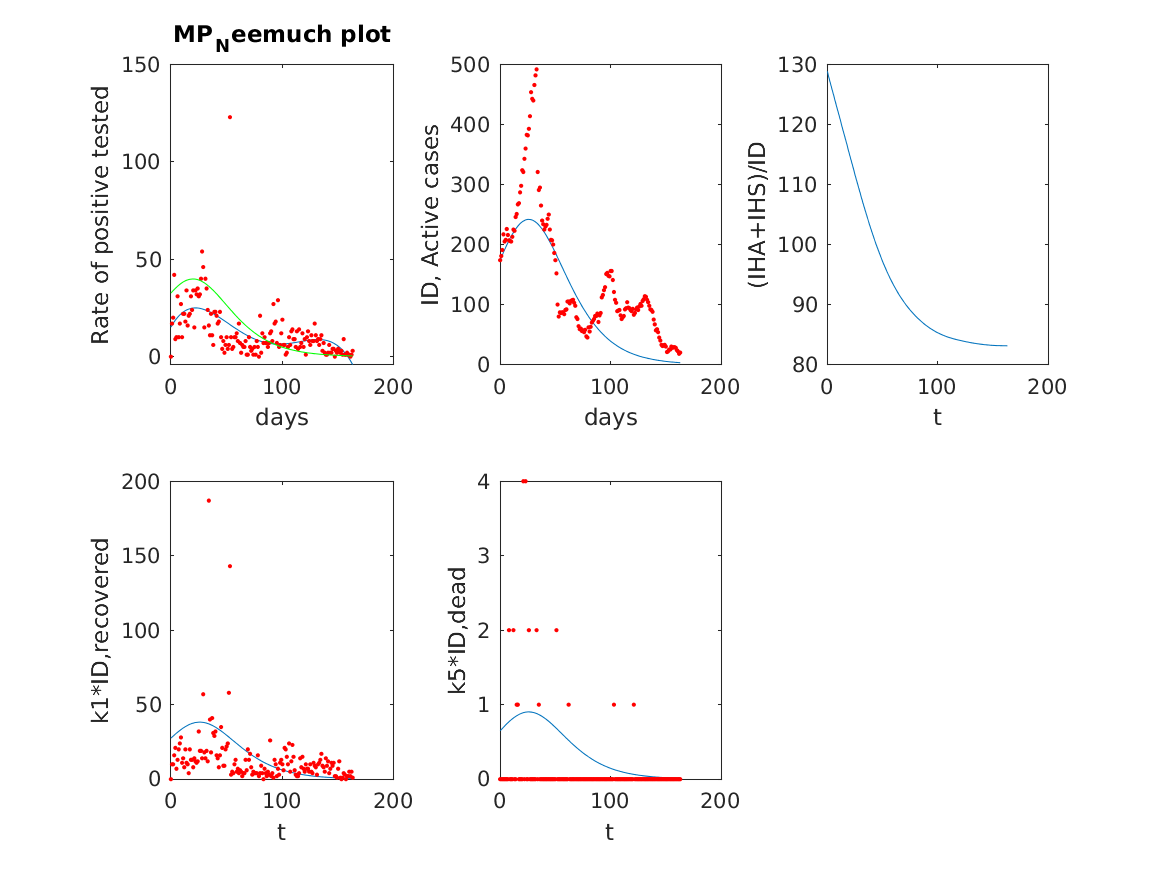 MP_Neemuch plot
150
100
50
0
0 100 200
Rate of positive tested
days
500
400
300
200
100
0
0 100 200
ID, Active cases
days
130
120
110
100
90
80
0 100 200
(IHA+IHS)/ID
t
200
150
100
50
0
0 100 200
k1*ID,recovered
t
4
3
2
1
0
0 100 200
k5*ID,dead
t